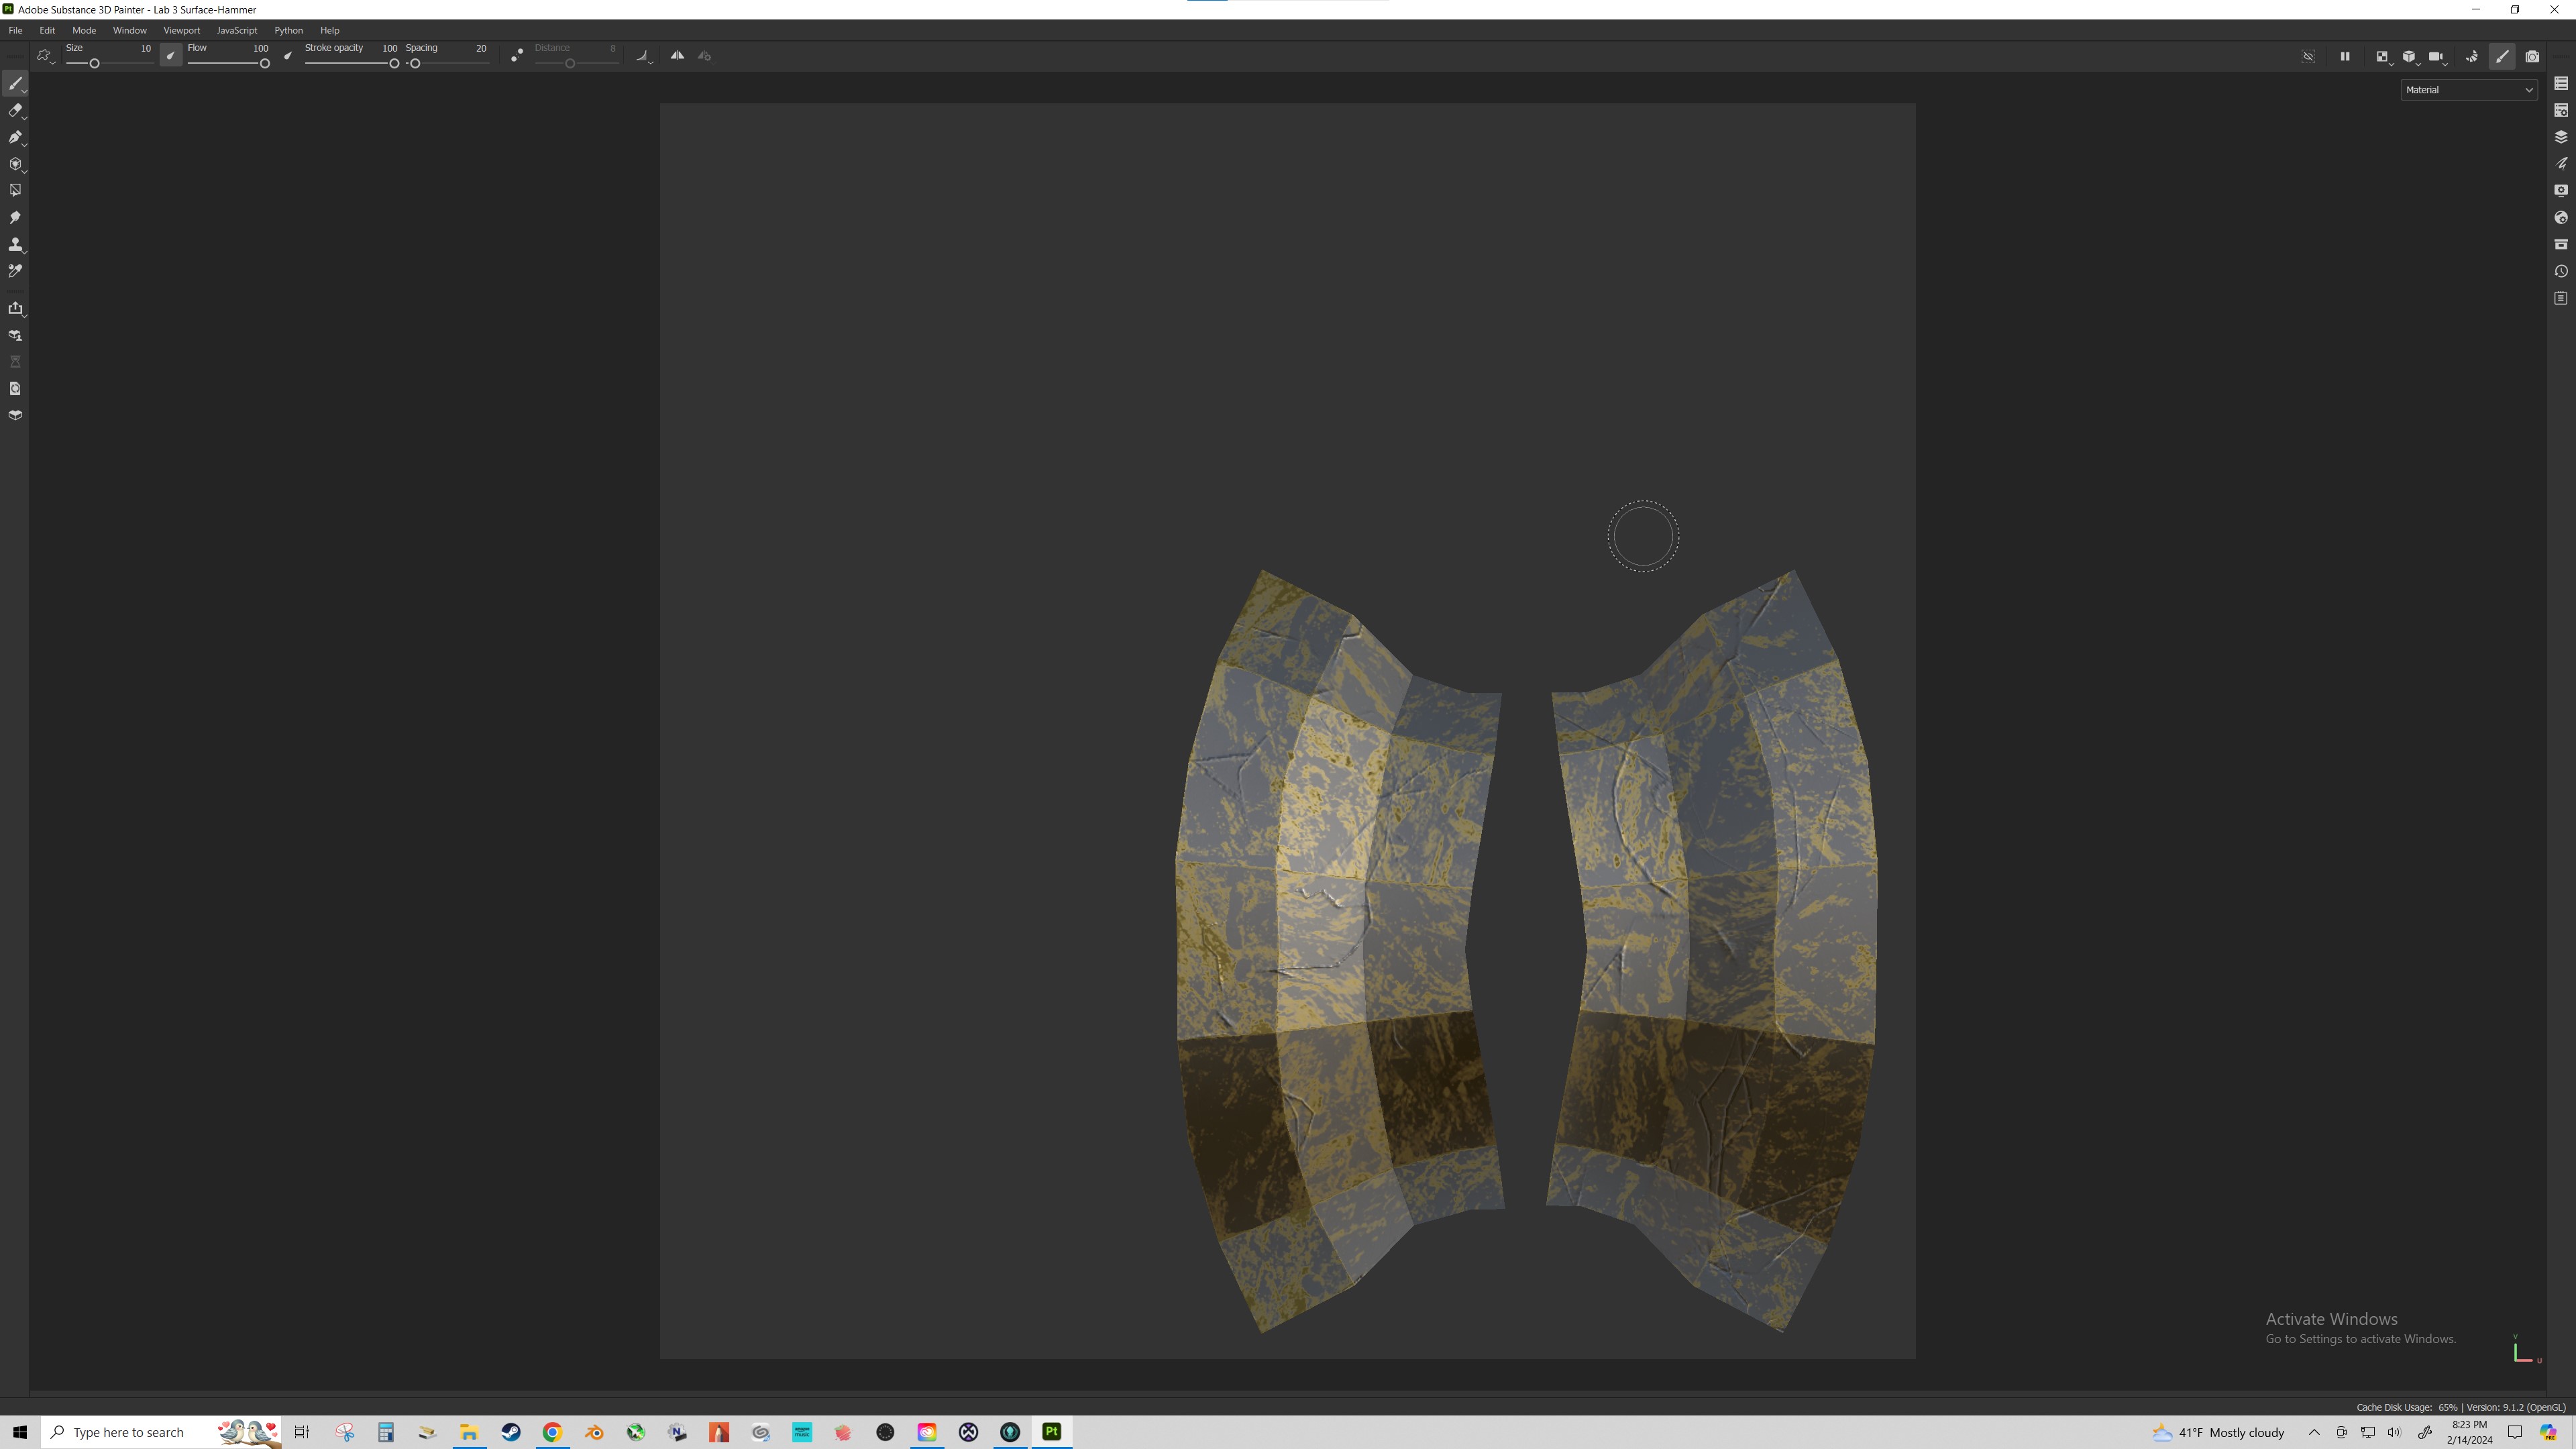 Pt Adobe Substance 3D Painter - Lab 3 Surface-Hammer
File Edit Mode Window Viewport JavaScript Python Help
Size 10 Flow 100 Stroke opacity 100 Spacing 20 Distance 8
Material
Activate Windows
Go to Settings to activate Windows.
V
U
Cache Disk Usage: 65% | Version: 9.1.2 (OpenGL)
Type here to search
Pt
41°F Mostly cloudy
8:23 PM
2/14/2024